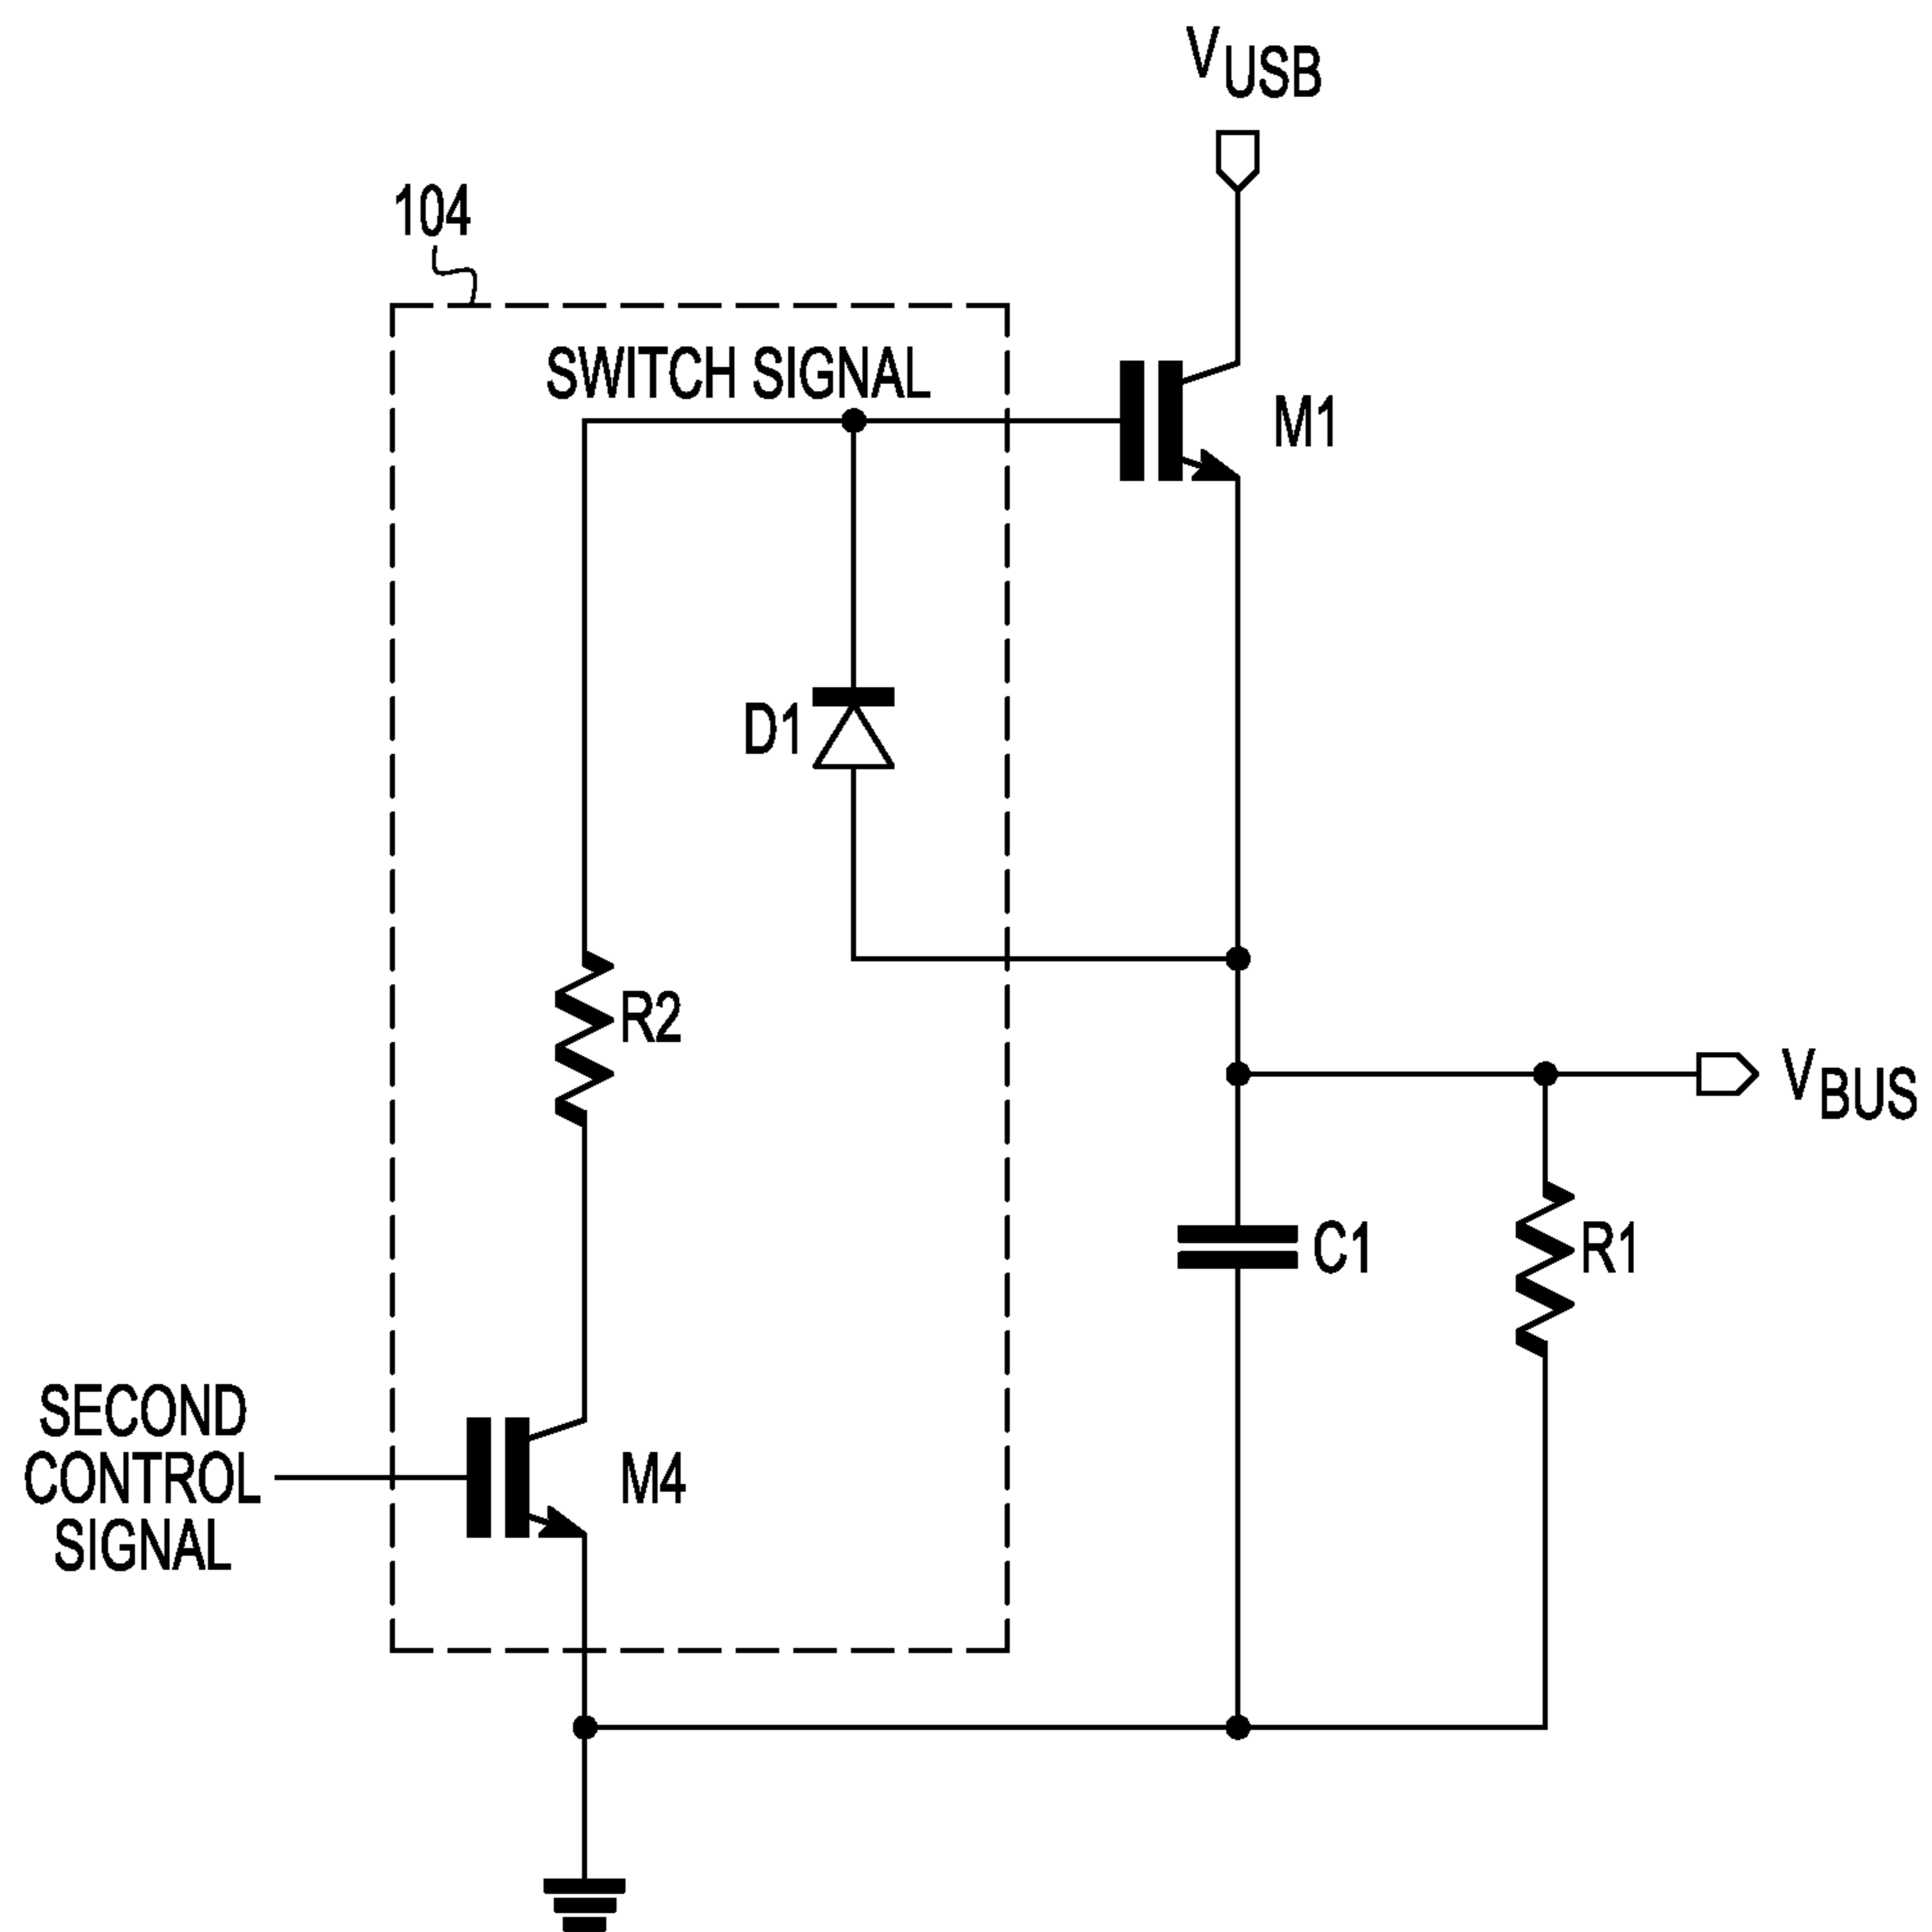 VUSB
104
SWITCH SIGNAL
M1
D1
R2
VBUS
C1
R1
SECOND
CONTROL
SIGNAL
M4